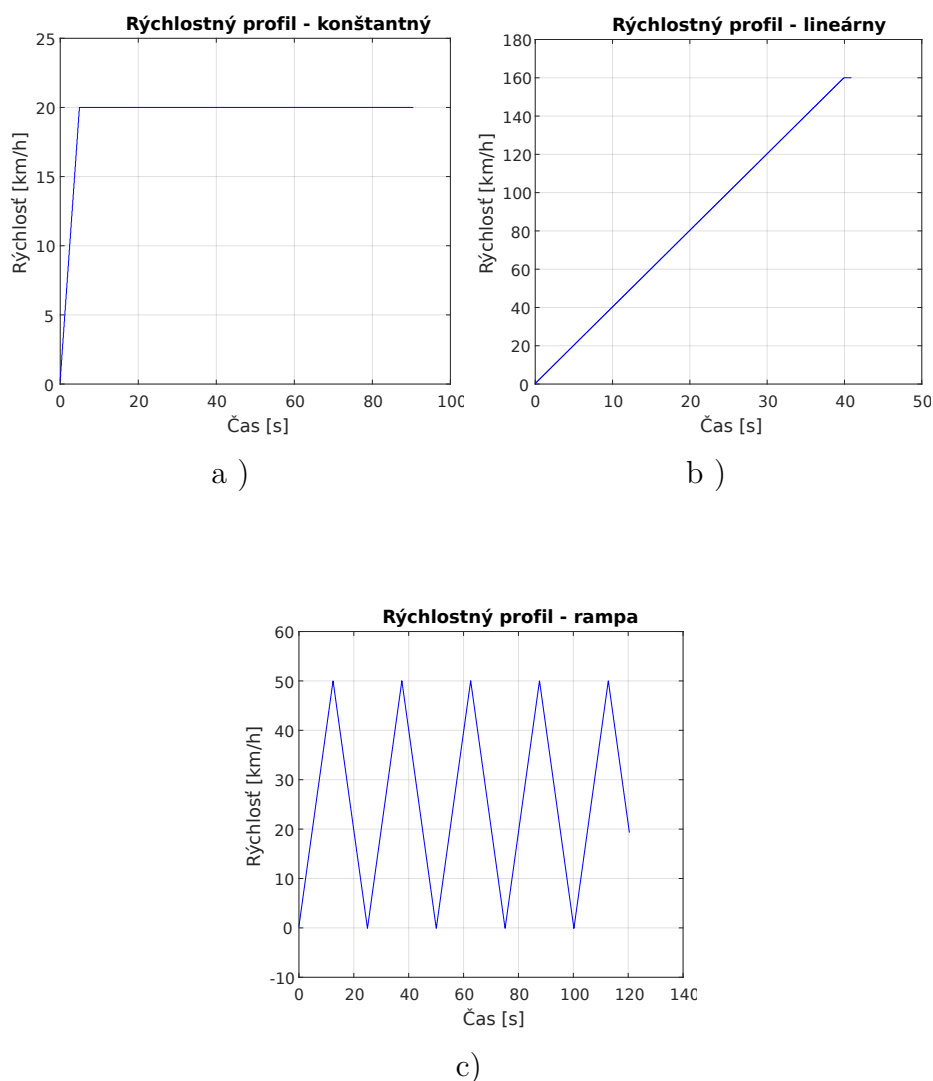 Rýchlostný profil - konštantný
25
20
15
10
5
0
Rýchlosť [km/h]
0 20 40 60 80 100
Čas [s]
a )
Rýchlostný profil - lineárny
180
160
140
120
100
80
60
40
20
0
Rýchlosť [km/h]
0 10 20 30 40 50
Čas [s]
b )
Rýchlostný profil - rampa
60
50
40
30
20
10
0
-10
Rýchlosť [km/h]
0 20 40 60 80 100 120 140
Čas [s]
c)